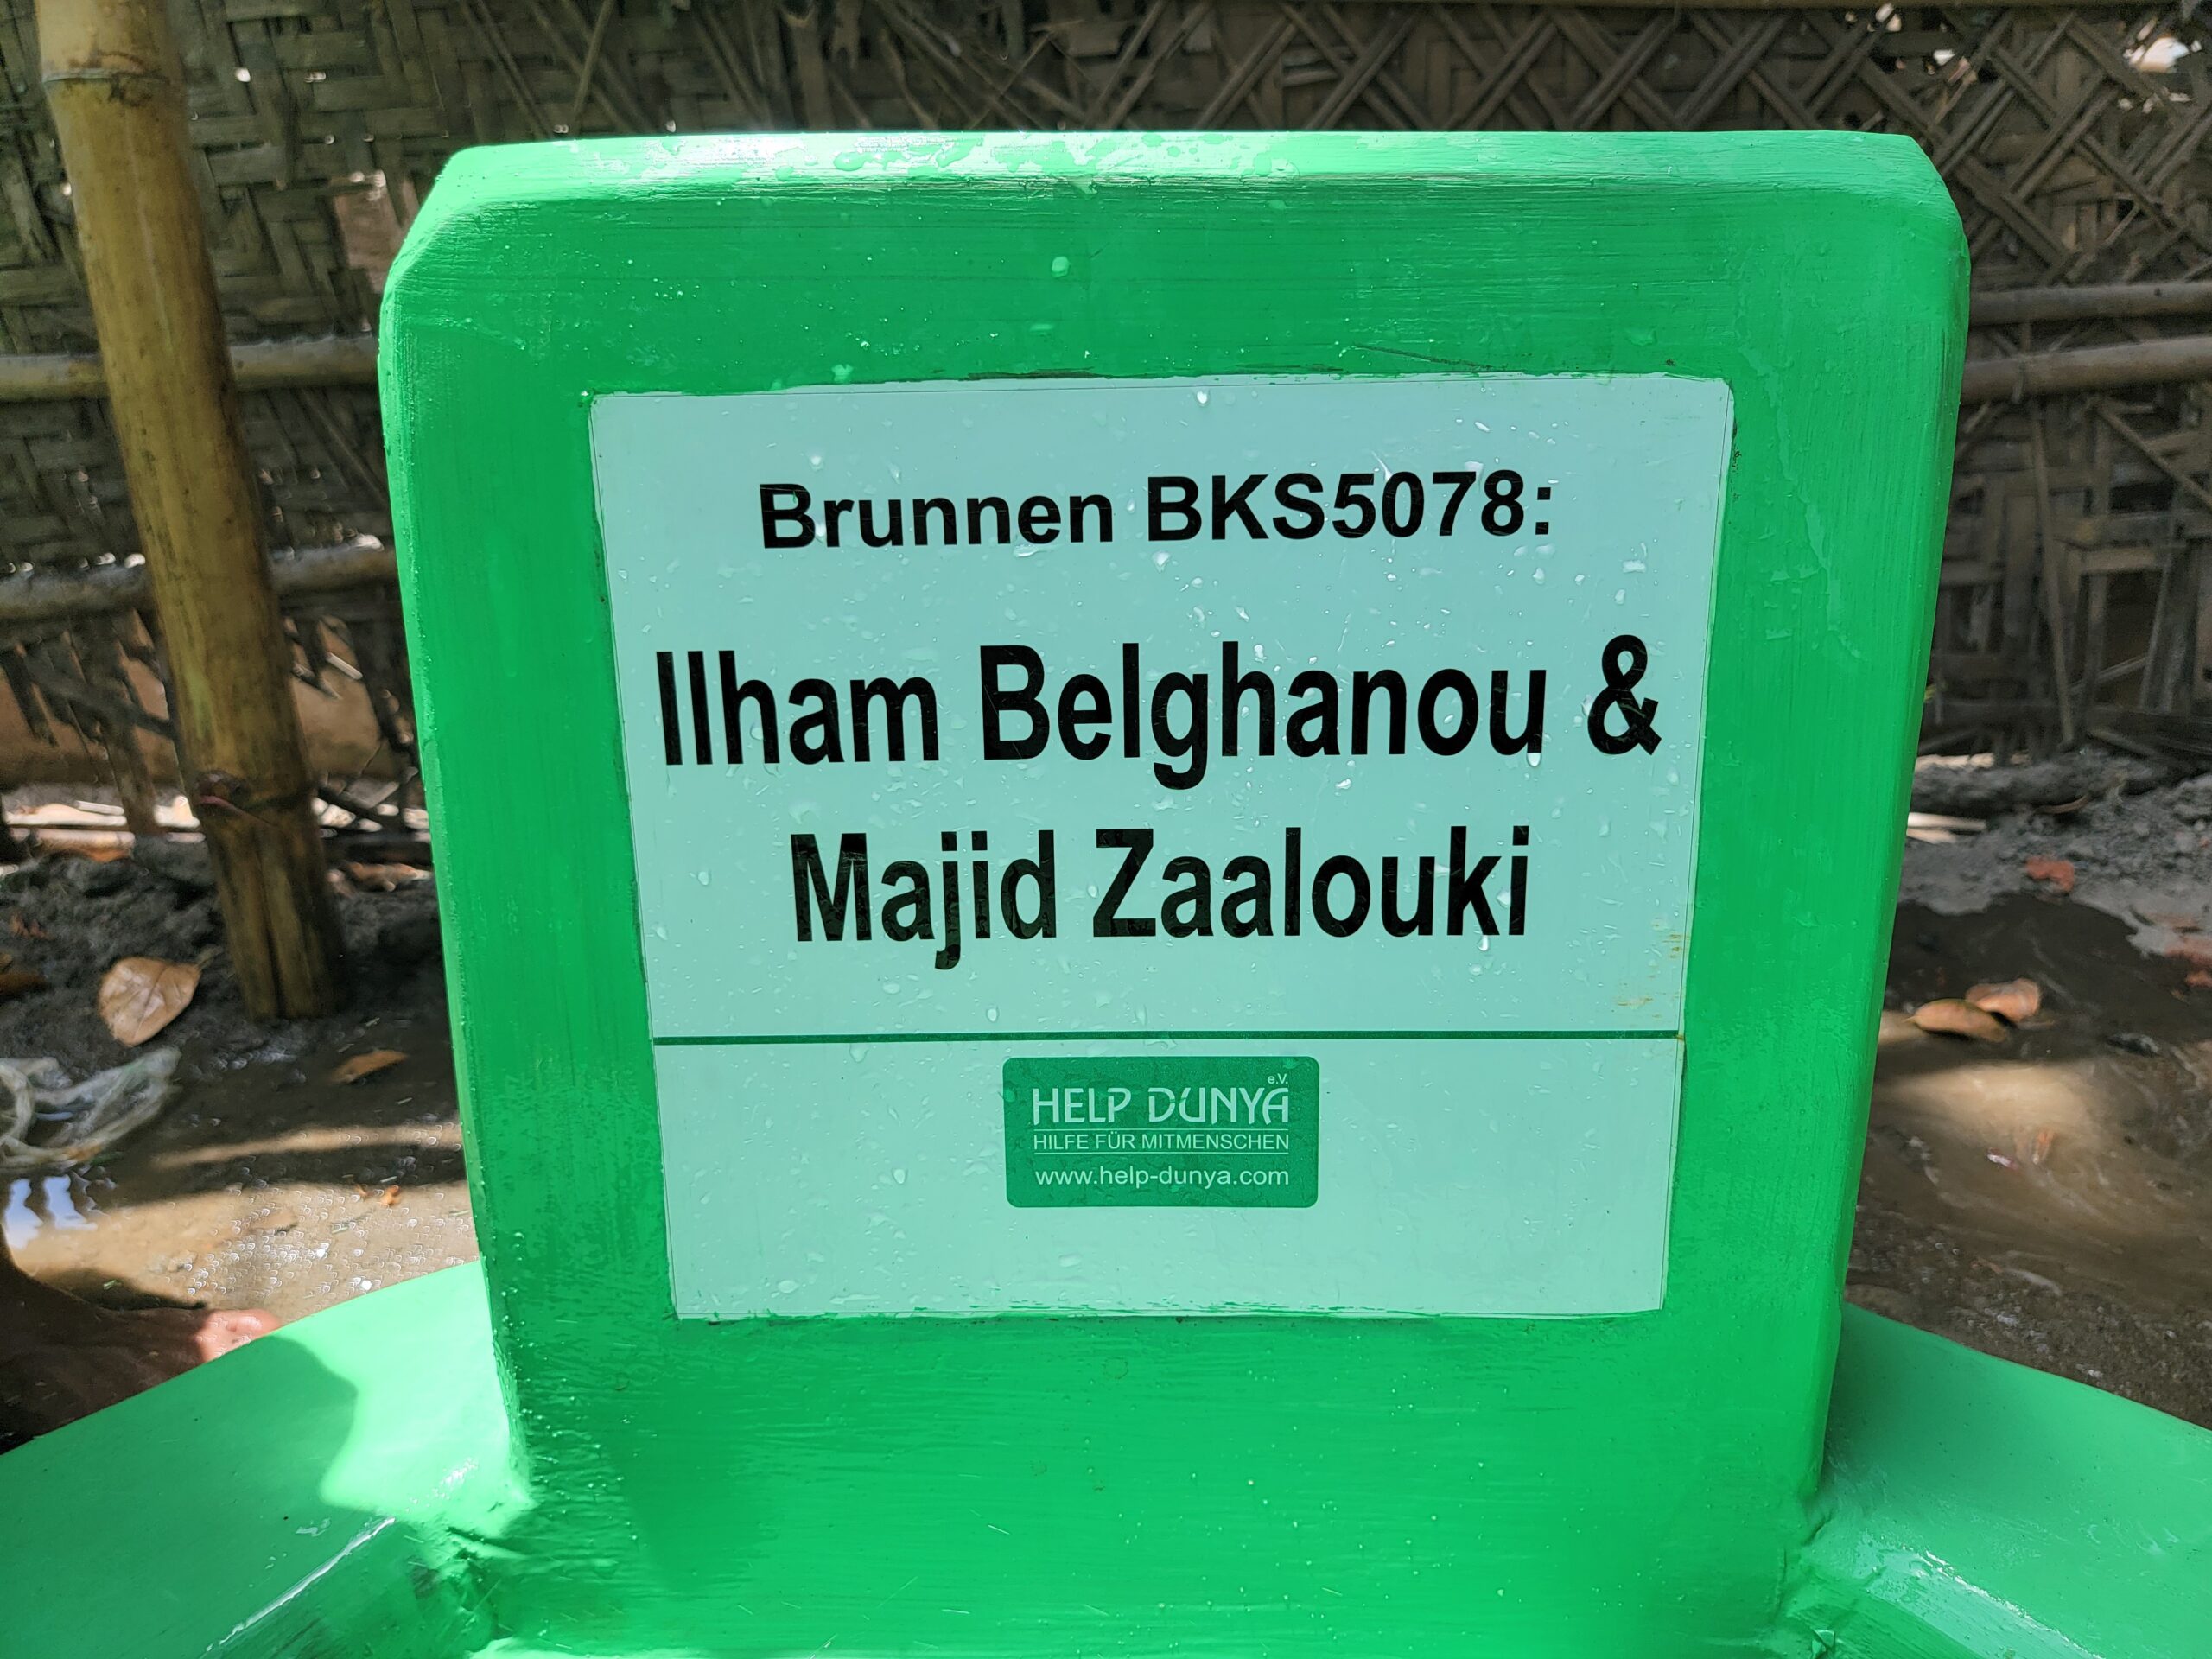 Brunnen BKS5078:
Ilham Belghanou &
Majid Zaalouki
HELP DUNYA e.V.
HILFE FÜR MITMENSCHEN
www.help-dunya.com